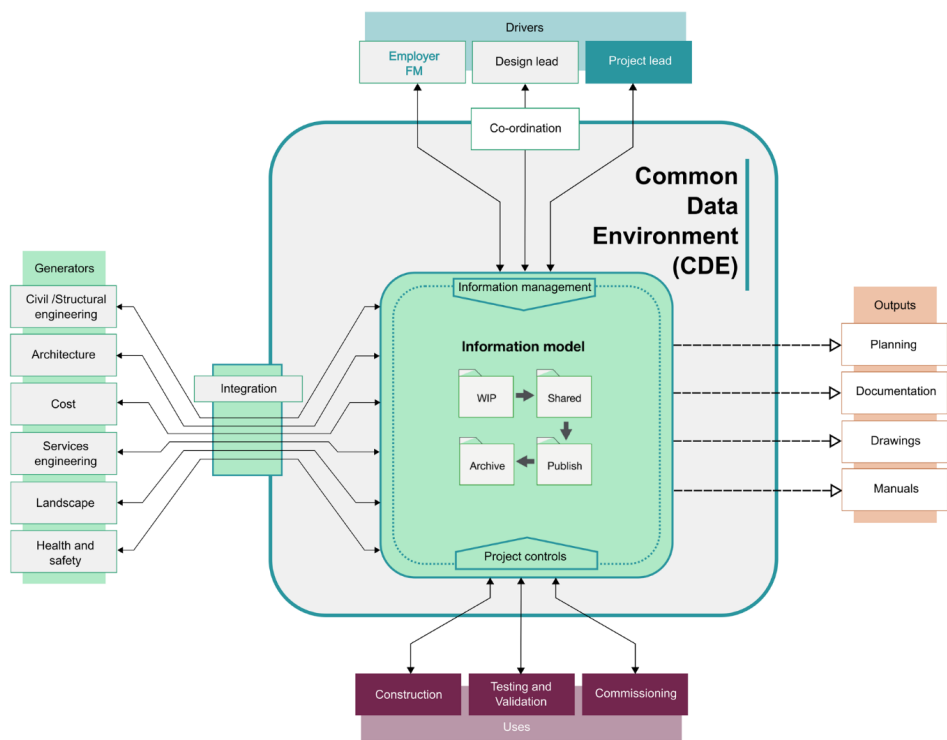 Drivers
Employer
FM
Design lead
Project lead
Co-ordination
Common
Data
Environment
(CDE)
Generators
Civil /Structural
engineering
Architecture
Cost
Services
engineering
Landscape
Health and
safety
Integration
Information management
Information model
WIP
Shared
Archive
Publish
Project controls
Outputs
Planning
Documentation
Drawings
Manuals
Construction
Testing and
Validation
Commissioning
Uses